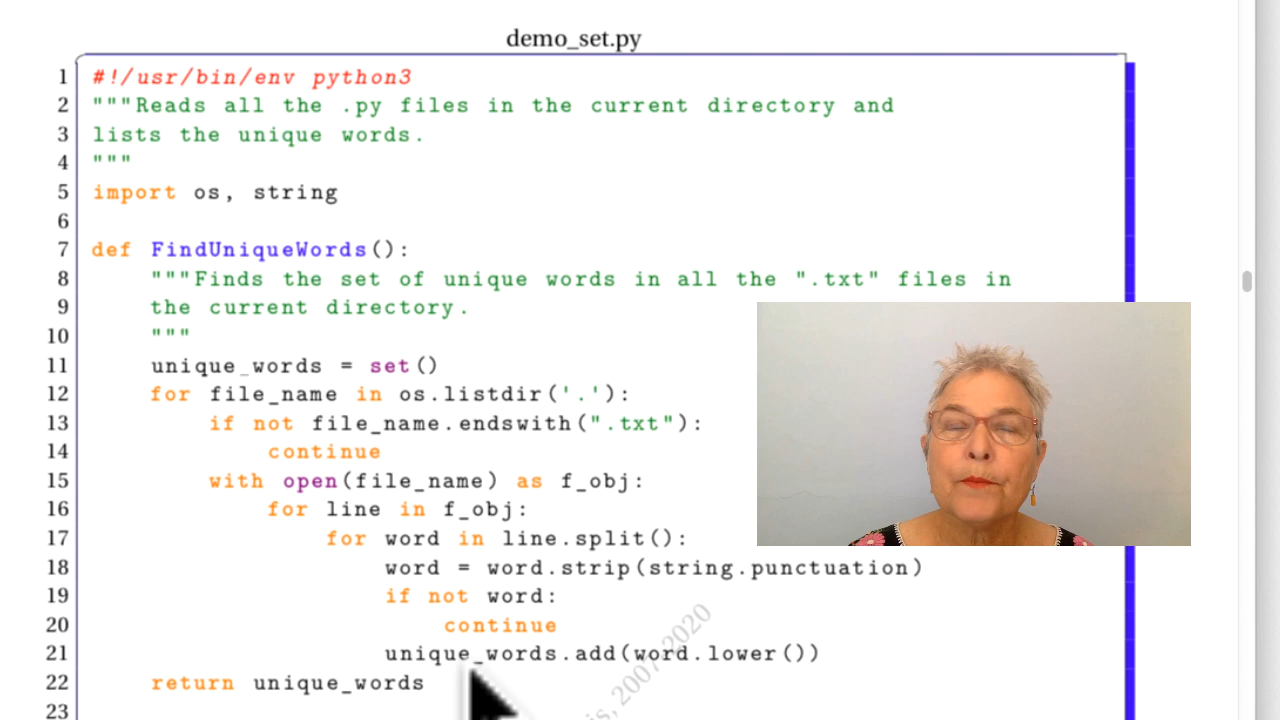 demo_set.py
1 #!/usr/bin/env python3
2 """Reads all the .py files in the current directory and
3 lists the unique words.
4 """
5 import os, string
6
7 def FindUniqueWords():
8     """Finds the set of unique words in all the ".txt" files in
9     the current directory.
10     """
11     unique_words = set()
12     for file_name in os.listdir('.'):
13         if not file_name.endswith(".txt"):
14             continue
15         with open(file_name) as f_obj:
16             for line in f_obj:
17                 for word in line.split():
18                     word = word.strip(string.punctuation)
19                     if not word:
20                         continue
21                     unique_words.add(word.lower())
22     return unique_words
23